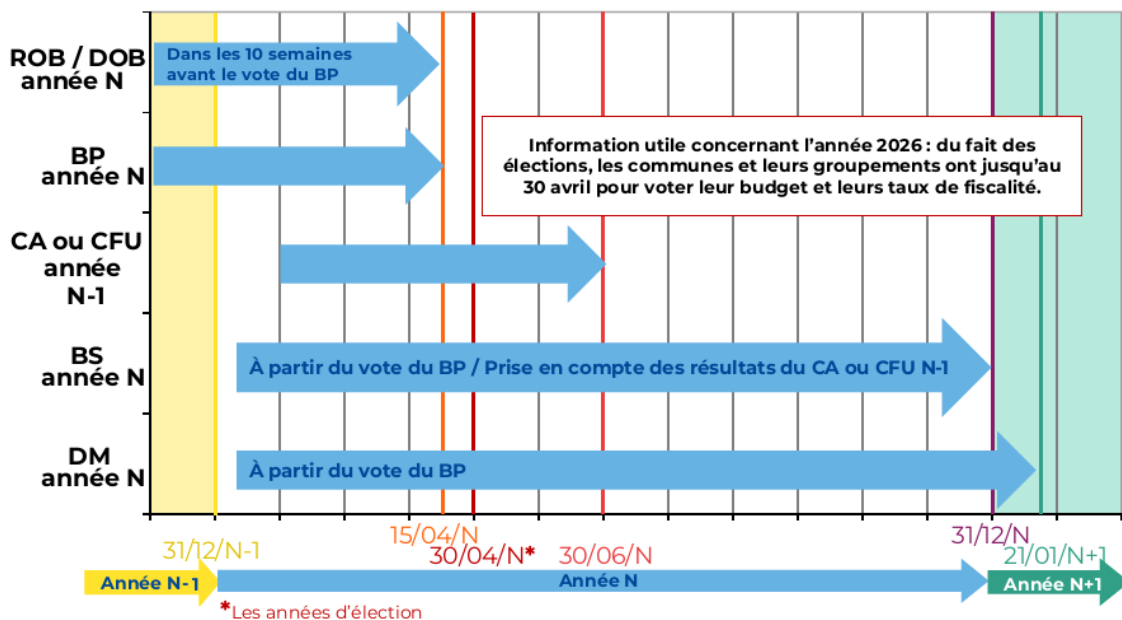 ROB / DOB
année N
Dans les 10 semaines
avant le vote du BP
BP
année N
Information utile concernant l'année 2026 : du fait des
élections, les communes et leurs groupements ont jusqu'au
30 avril pour voter leur budget et leurs taux de fiscalité.
CA ou CFU
année
N-1
BS
année N
À partir du vote du BP / Prise en compte des résultats du CA ou CFU N-1
DM
année N
À partir du vote du BP
31/12/N-1
15/04/N
30/04/N*
30/06/N
31/12/N
21/01/N+1
Année N-1
Année N
Année N+1
*Les années d'élection